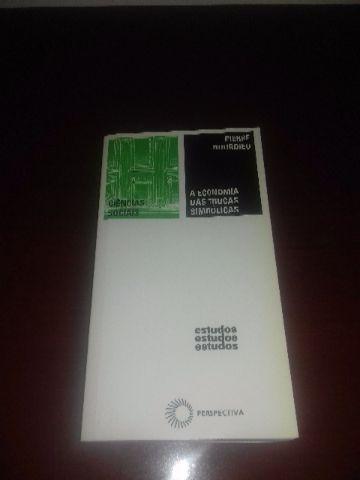 PIERRE
BOURDIEU
A ECONOMIA
DAS TROCAS
SIMBÓLICAS
CIÊNCIAS
SOCIAIS
estudos
estudos
estudos
PERSPECTIVA